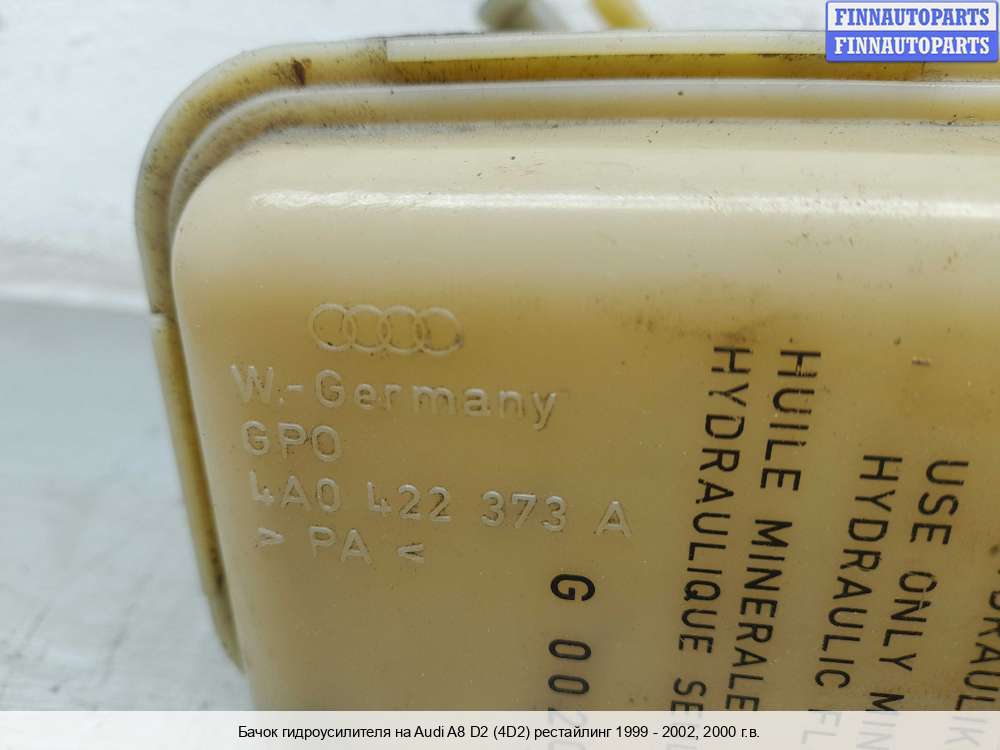 FINNAUTOPARTS
FINNAUTOPARTS
W.-Germany
GPO
4A0 422 373 A
> PA <
HUILE MINERALE
HYDRAULIQUE
USE ONLY
HYDRAULIC
G 002
Бачок гидроусилителя на Audi A8 D2 (4D2) рестайлинг 1999 - 2002, 2000 г.в.